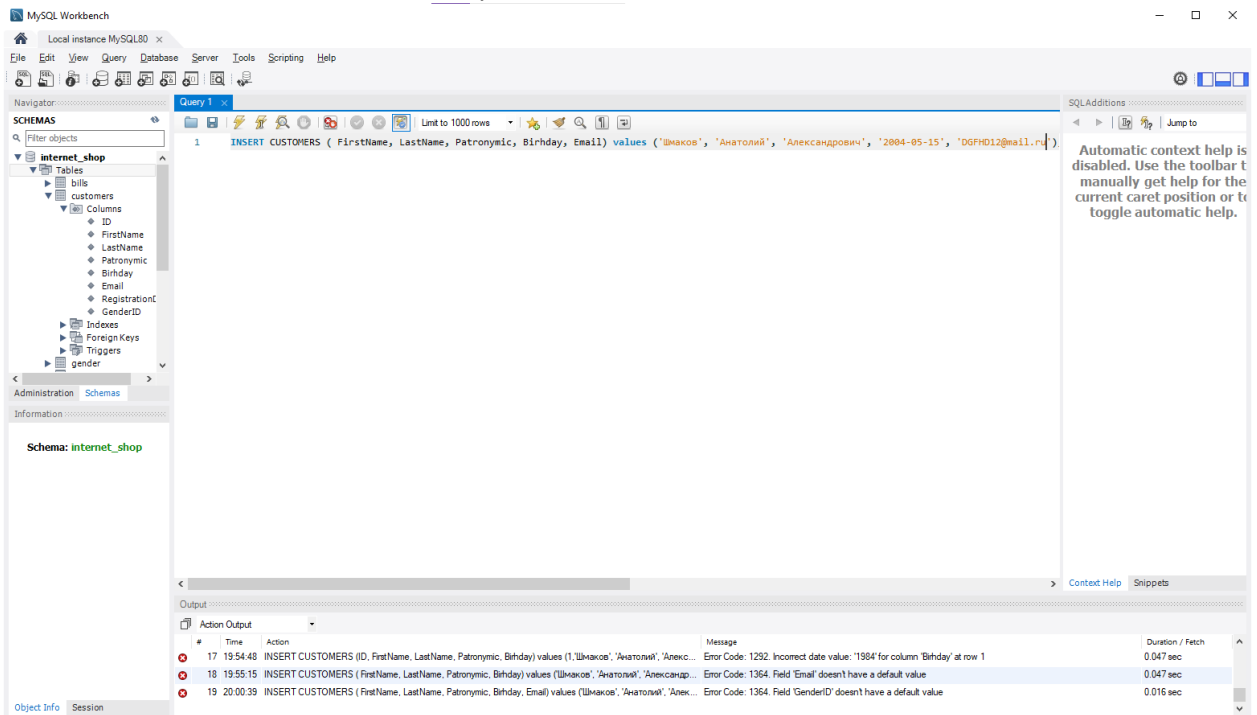 MySQL Workbench
Local instance MySQL80
File Edit View Query Database Server Tools Scripting Help
Navigator
SCHEMAS
Filter objects
internet_shop
Tables
bills
customers
Columns
ID
FirstName
LastName
Patronymic
Birhday
Email
Registration
GenderID
Indexes
Foreign Keys
Triggers
gender
Administration Schemas
Information
Schema: internet_shop
Object Info Session
Query 1
Limit to 1000 rows
1 INSERT CUSTOMERS ( FirstName, LastName, Patronymic, Birhday, Email) values ('Шмаков', 'Анатолий', 'Александрович', '2004-05-15', 'DGFHD12@mail.ru')
SQLAdditions
Jump to
Automatic context help is
disabled. Use the toolbar t
manually get help for the
current caret position or to
toggle automatic help.
Context Help Snippets
Output
Action Output
# Time Action Message Duration / Fetch
17 19:54:48 INSERT CUSTOMERS (ID, FirstName, LastName, Patronymic, Birhday) values (1,'Шмаков', 'Анатолий', 'Алекс... Error Code: 1292. Incorrect date value: '1984' for column 'Birhday' at row 1 0.047 sec
18 19:55:15 INSERT CUSTOMERS ( FirstName, LastName, Patronymic, Birhday) values ('Шмаков', 'Анатолий', 'Александр... Error Code: 1364. Field 'Email' doesn't have a default value 0.047 sec
19 20:00:39 INSERT CUSTOMERS ( FirstName, LastName, Patronymic, Birhday, Email) values ('Шмаков', 'Анатолий', 'Алек... Error Code: 1364. Field 'GenderID' doesn't have a default value 0.016 sec